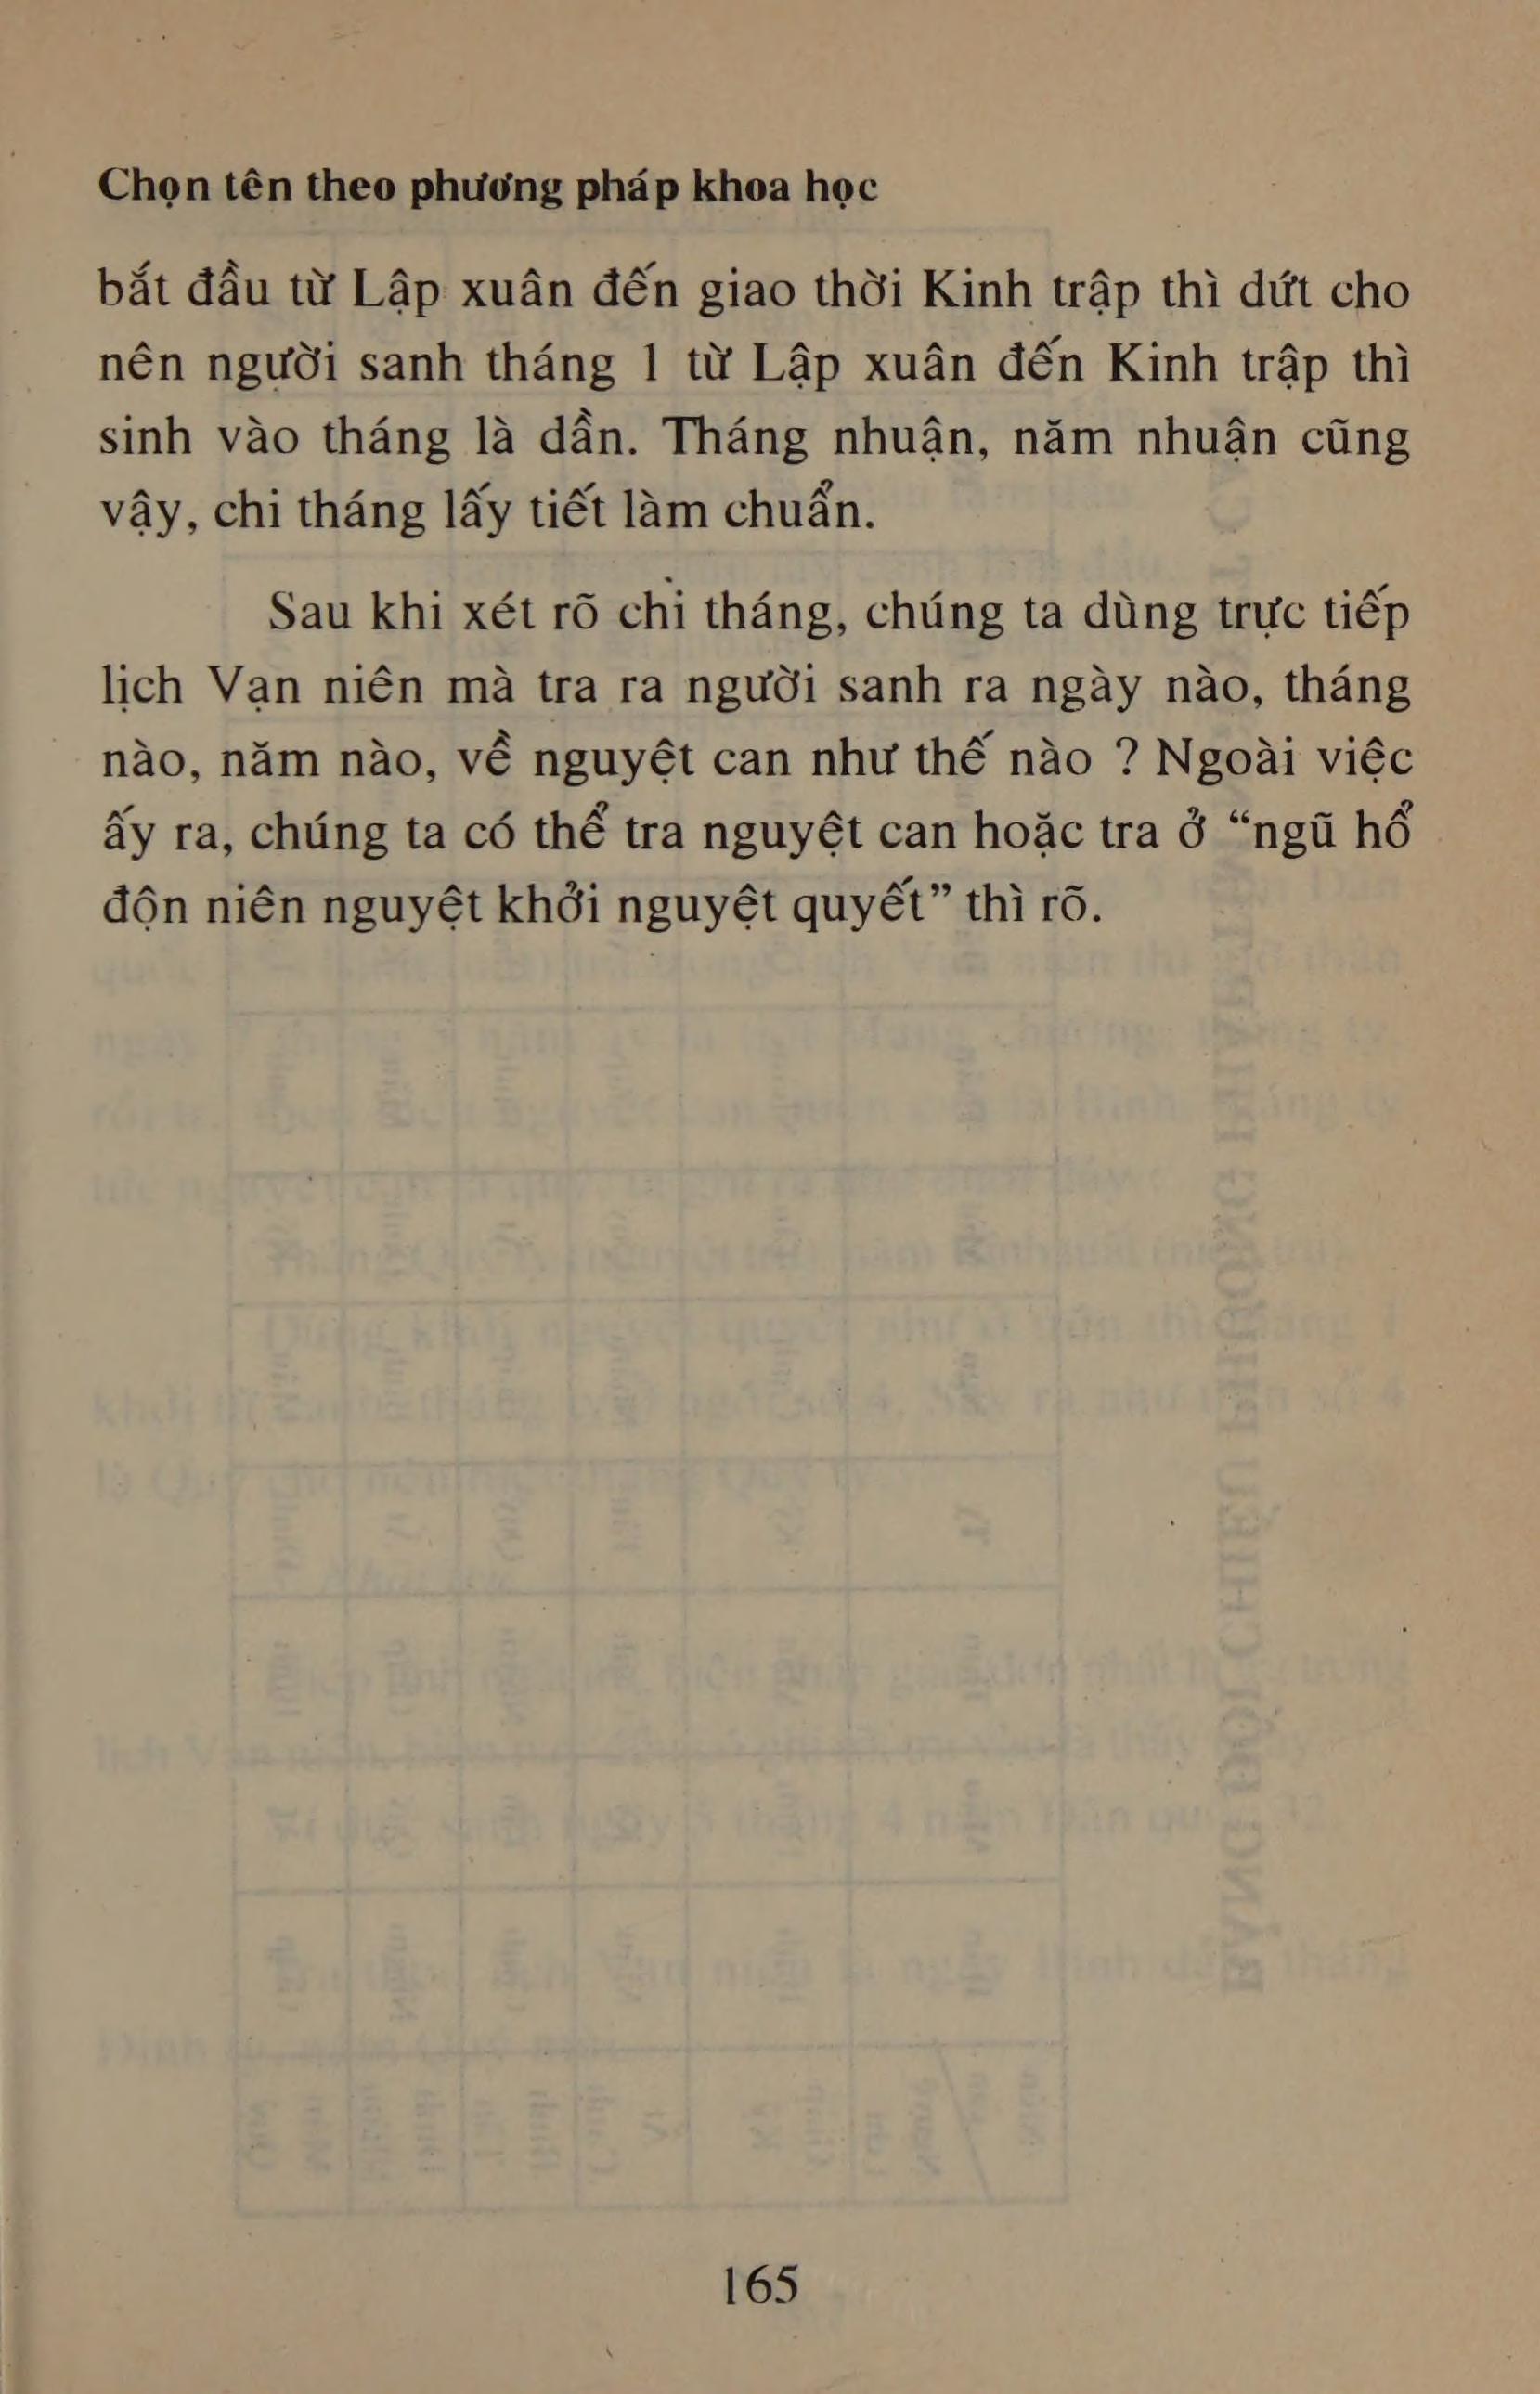 Chọn tên theo phương pháp khoa học
bắt đầu từ Lập xuân đến giao thời Kinh trập thì dứt cho
nên người sanh tháng 1 từ Lập xuân đến Kinh trập thì
sinh vào tháng là dần. Tháng nhuận, năm nhuận cũng
vậy, chi tháng lấy tiết làm chuẩn.
Sau khi xét rõ chi tháng, chúng ta dùng trực tiếp
lịch Vạn niên mà tra ra người sanh ra ngày nào, tháng
nào, năm nào, về nguyệt can như thế nào ? Ngoài việc
ấy ra, chúng ta có thể tra nguyệt can hoặc tra ở “ngũ hổ
độn niên nguyệt khởi nguyệt quyết” thì rõ.
165